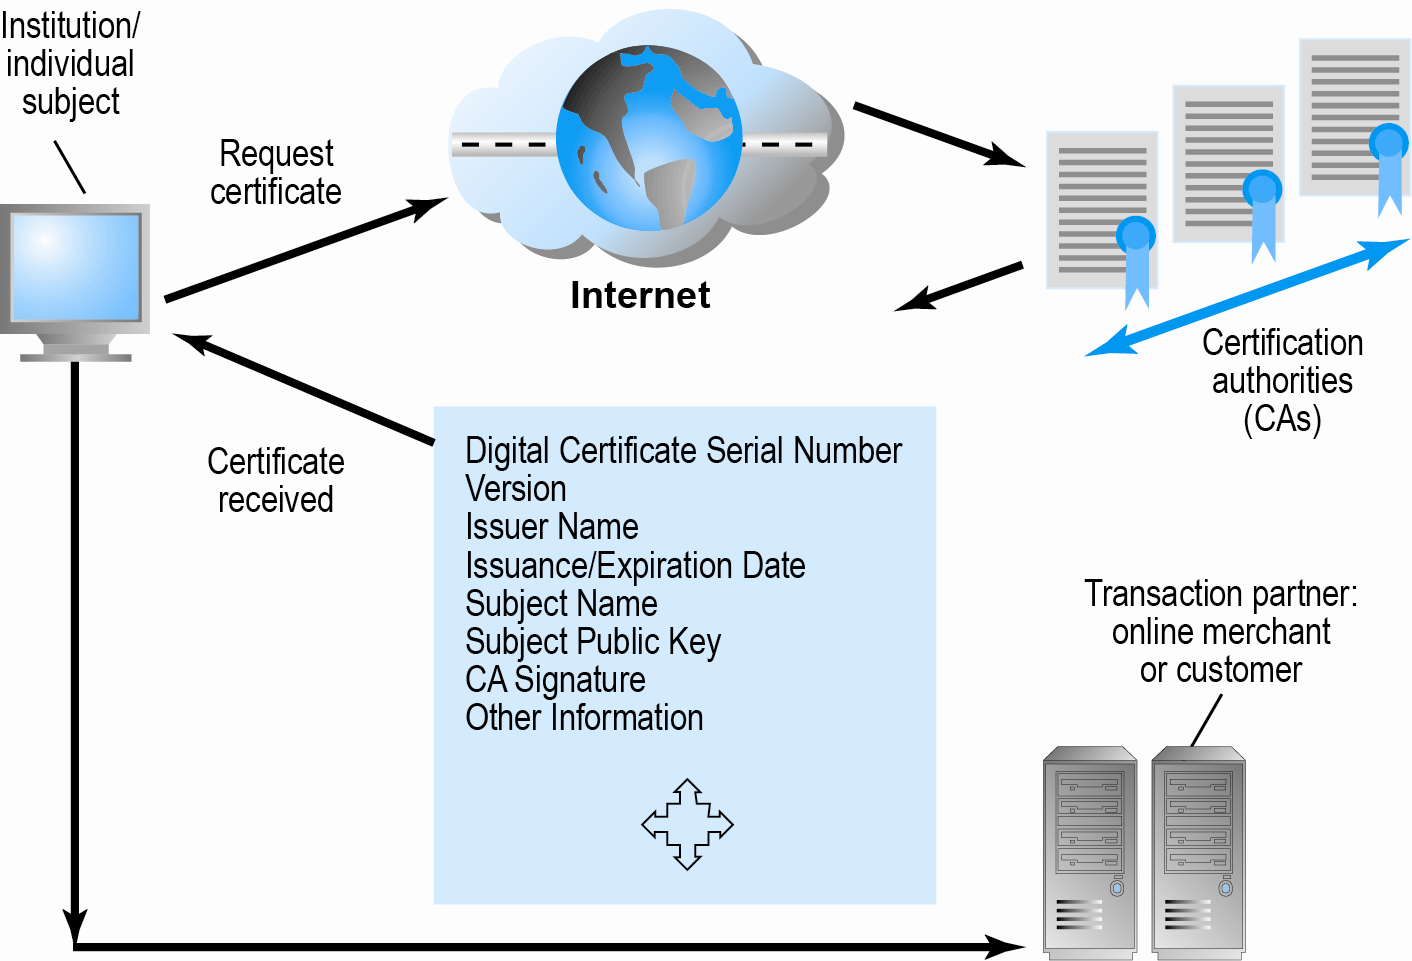 Institution/
individual
subject
Request
certificate
Internet
Certification
authorities
(CAs)
Certificate
received
Digital Certificate Serial Number
Version
Issuer Name
Issuance/Expiration Date
Subject Name
Subject Public Key
CA Signature
Other Information
Transaction partner:
online merchant
or customer